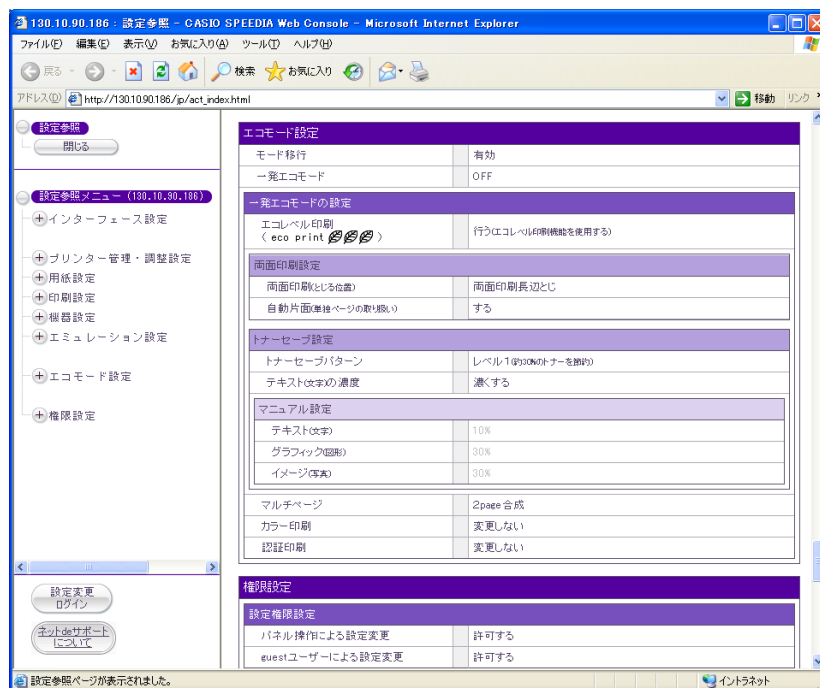 130.10.90.186 : 設定参照 - CASIO SPEEDIA Web Console - Microsoft Internet Explorer
ファイル(F) 編集(E) 表示(V) お気に入り(A) ツール(T) ヘルプ(H)
戻る 検索 お気に入り
アドレス(D) http://130.10.90.186/jp/act_index.html 移動 リンク
設定参照
閉じる
設定参照メニュー (130.10.90.186)
インターフェース設定
プリンター管理・調整設定
用紙設定
印刷設定
機器設定
エミュレーション設定
エコモード設定
権限設定
設定変更
ログイン
ネットdeサポート
について
エコモード設定
モード移行 有効
一発エコモード OFF
一発エコモードの設定
エコレベル印刷
( eco print ) 行う(エコレベル印刷機能を使用する)
両面印刷設定
両面印刷(とじる位置) 両面印刷長辺とじ
自動片面(単独ページの取り扱い) する
トナーセーブ設定
トナーセーブパターン レベル1(約30%のトナーを節約)
テキスト(文字)の濃度 濃くする
マニュアル設定
テキスト(文字) 10%
グラフィック(図形) 30%
イメージ(写真) 30%
マルチページ 2page合成
カラー印刷 変更しない
認証印刷 変更しない
権限設定
設定権限設定
パネル操作による設定変更 許可する
guestユーザーによる設定変更 許可する
設定参照ページが表示されました。 イントラネット